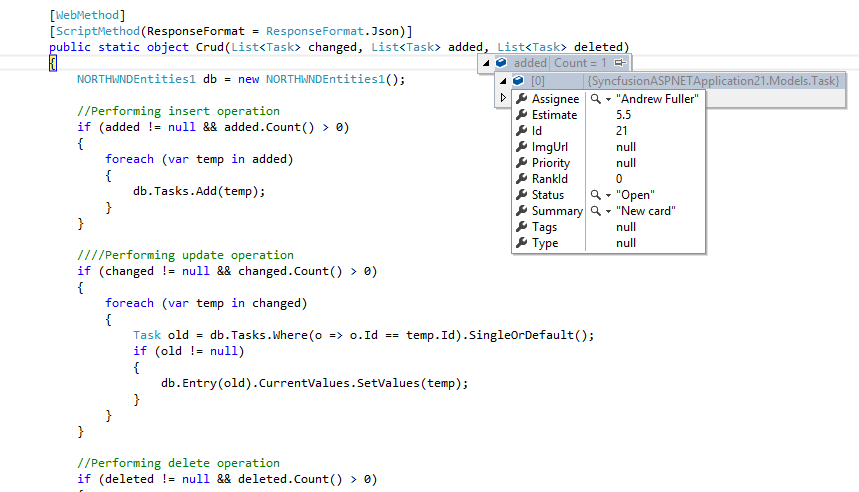 [WebMethod]
[ScriptMethod(ResponseFormat = ResponseFormat.Json)]
public static object Crud(List<Task> changed, List<Task> added, List<Task> deleted)
{
added Count = 1
NORTHWNDEntities1 db = new NORTHWNDEntities1();
[0] {SyncfusionASPNETApplication21.Models.Task}
Assignee "Andrew Fuller"
Estimate 5.5
Id 21
ImgUrl null
Priority null
RankId 0
Status "Open"
Summary "New card"
Tags null
Type null
//Performing insert operation
if (added != null && added.Count() > 0)
{
foreach (var temp in added)
{
db.Tasks.Add(temp);
}
}
////Performing update operation
if (changed != null && changed.Count() > 0)
{
foreach (var temp in changed)
{
Task old = db.Tasks.Where(o => o.Id == temp.Id).SingleOrDefault();
if (old != null)
{
db.Entry(old).CurrentValues.SetValues(temp);
}
}
}
//Performing delete operation
if (deleted != null && deleted.Count() > 0)
{